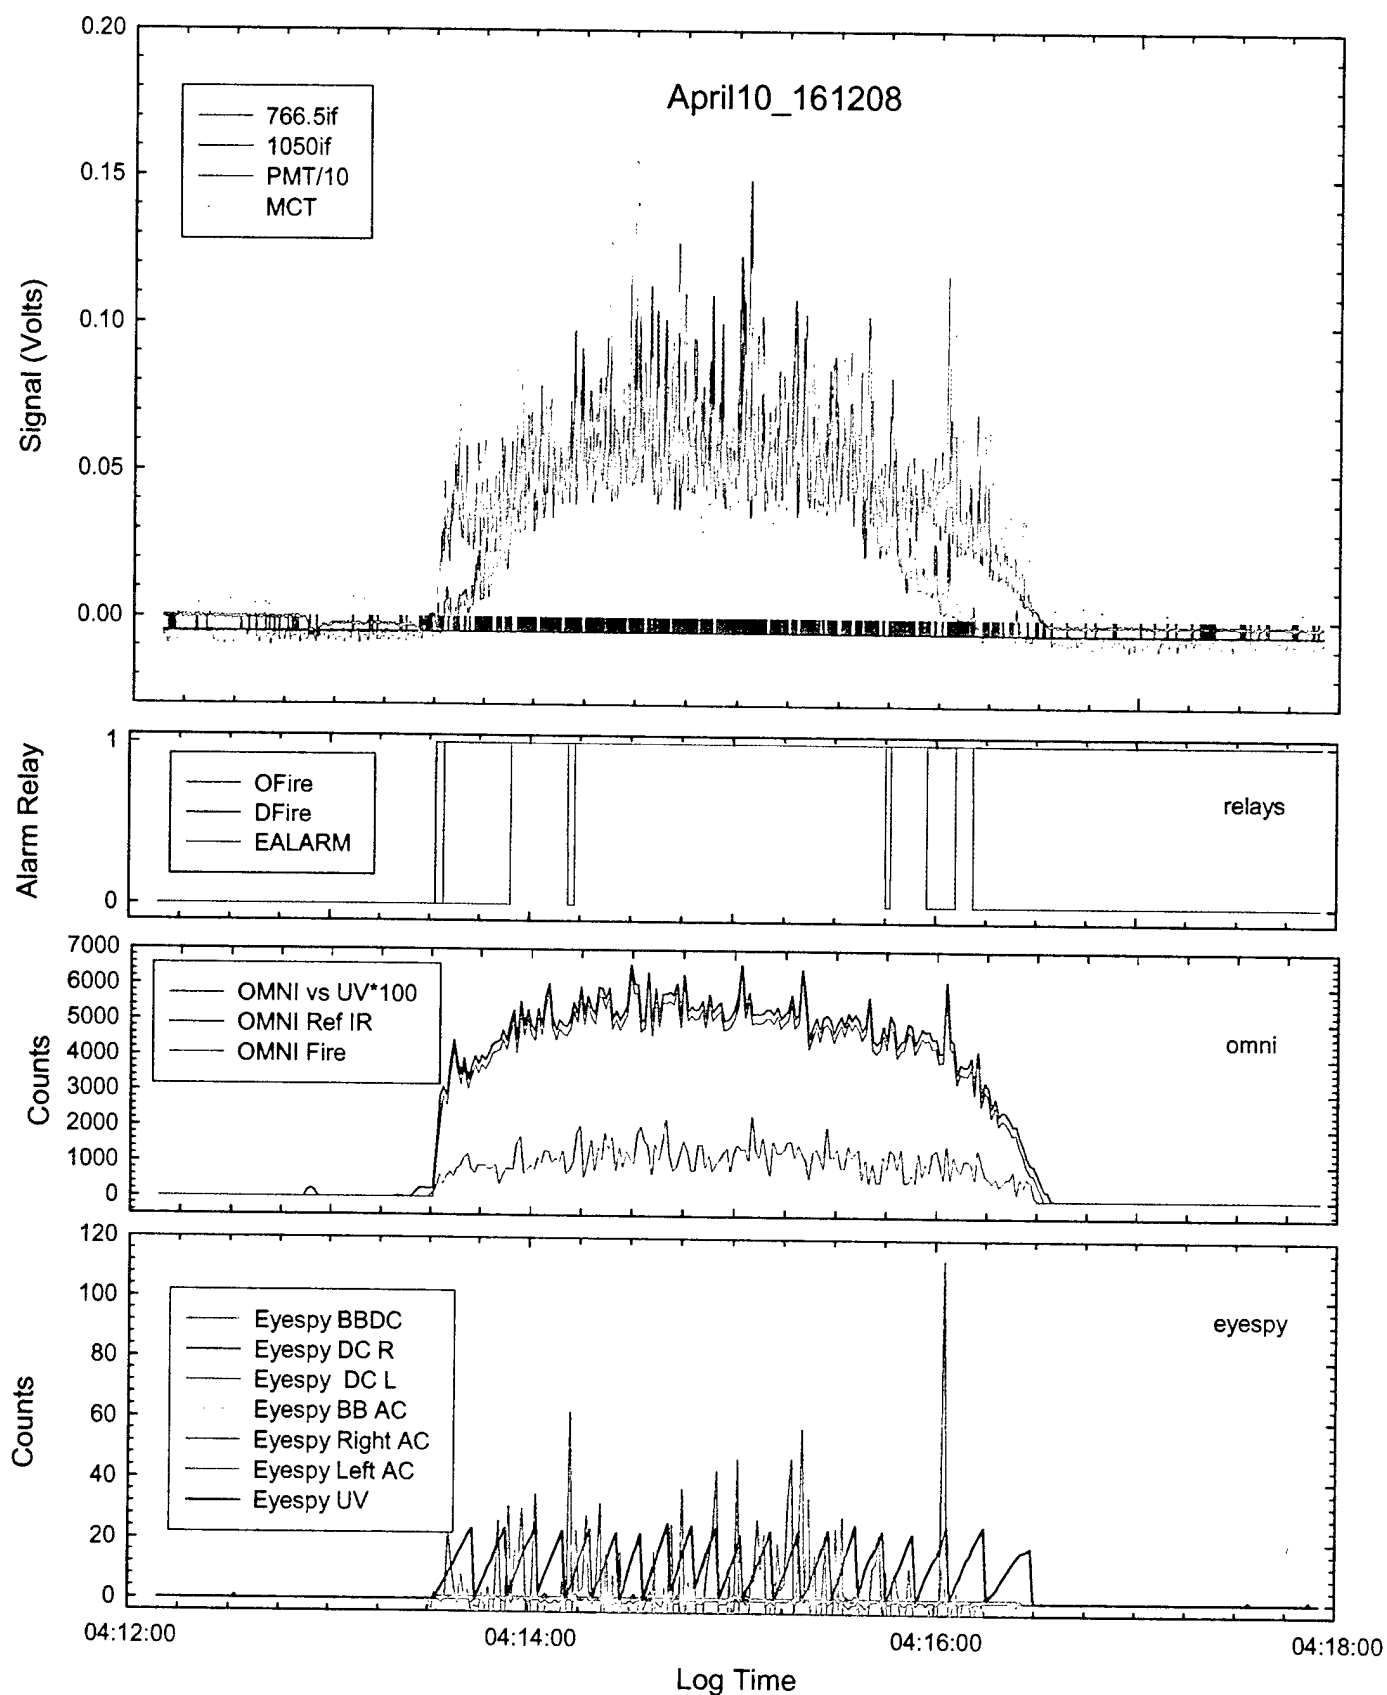 0.20
April10_161208
766.5if
1050if
PMT/10
MCT
0.15
0.10
0.05
0.00
Signal (Volts)
1
0
Alarm Relay
OFire
DFire
EALARM
relays
7000
6000
5000
4000
3000
2000
1000
0
Counts
OMNI vs UV*100
OMNI Ref IR
OMNI Fire
omni
120
100
80
60
40
20
0
Counts
Eyespy BBDC
Eyespy DC R
Eyespy DC L
Eyespy BB AC
Eyespy Right AC
Eyespy Left AC
Eyespy UV
eyespy
04:12:00 04:14:00 04:16:00 04:18:00
Log Time